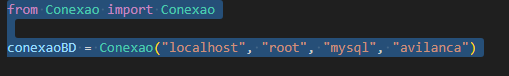 from Conexao import Conexao
conexaoBD = Conexao("localhost", "root", "mysql", "avilanca")